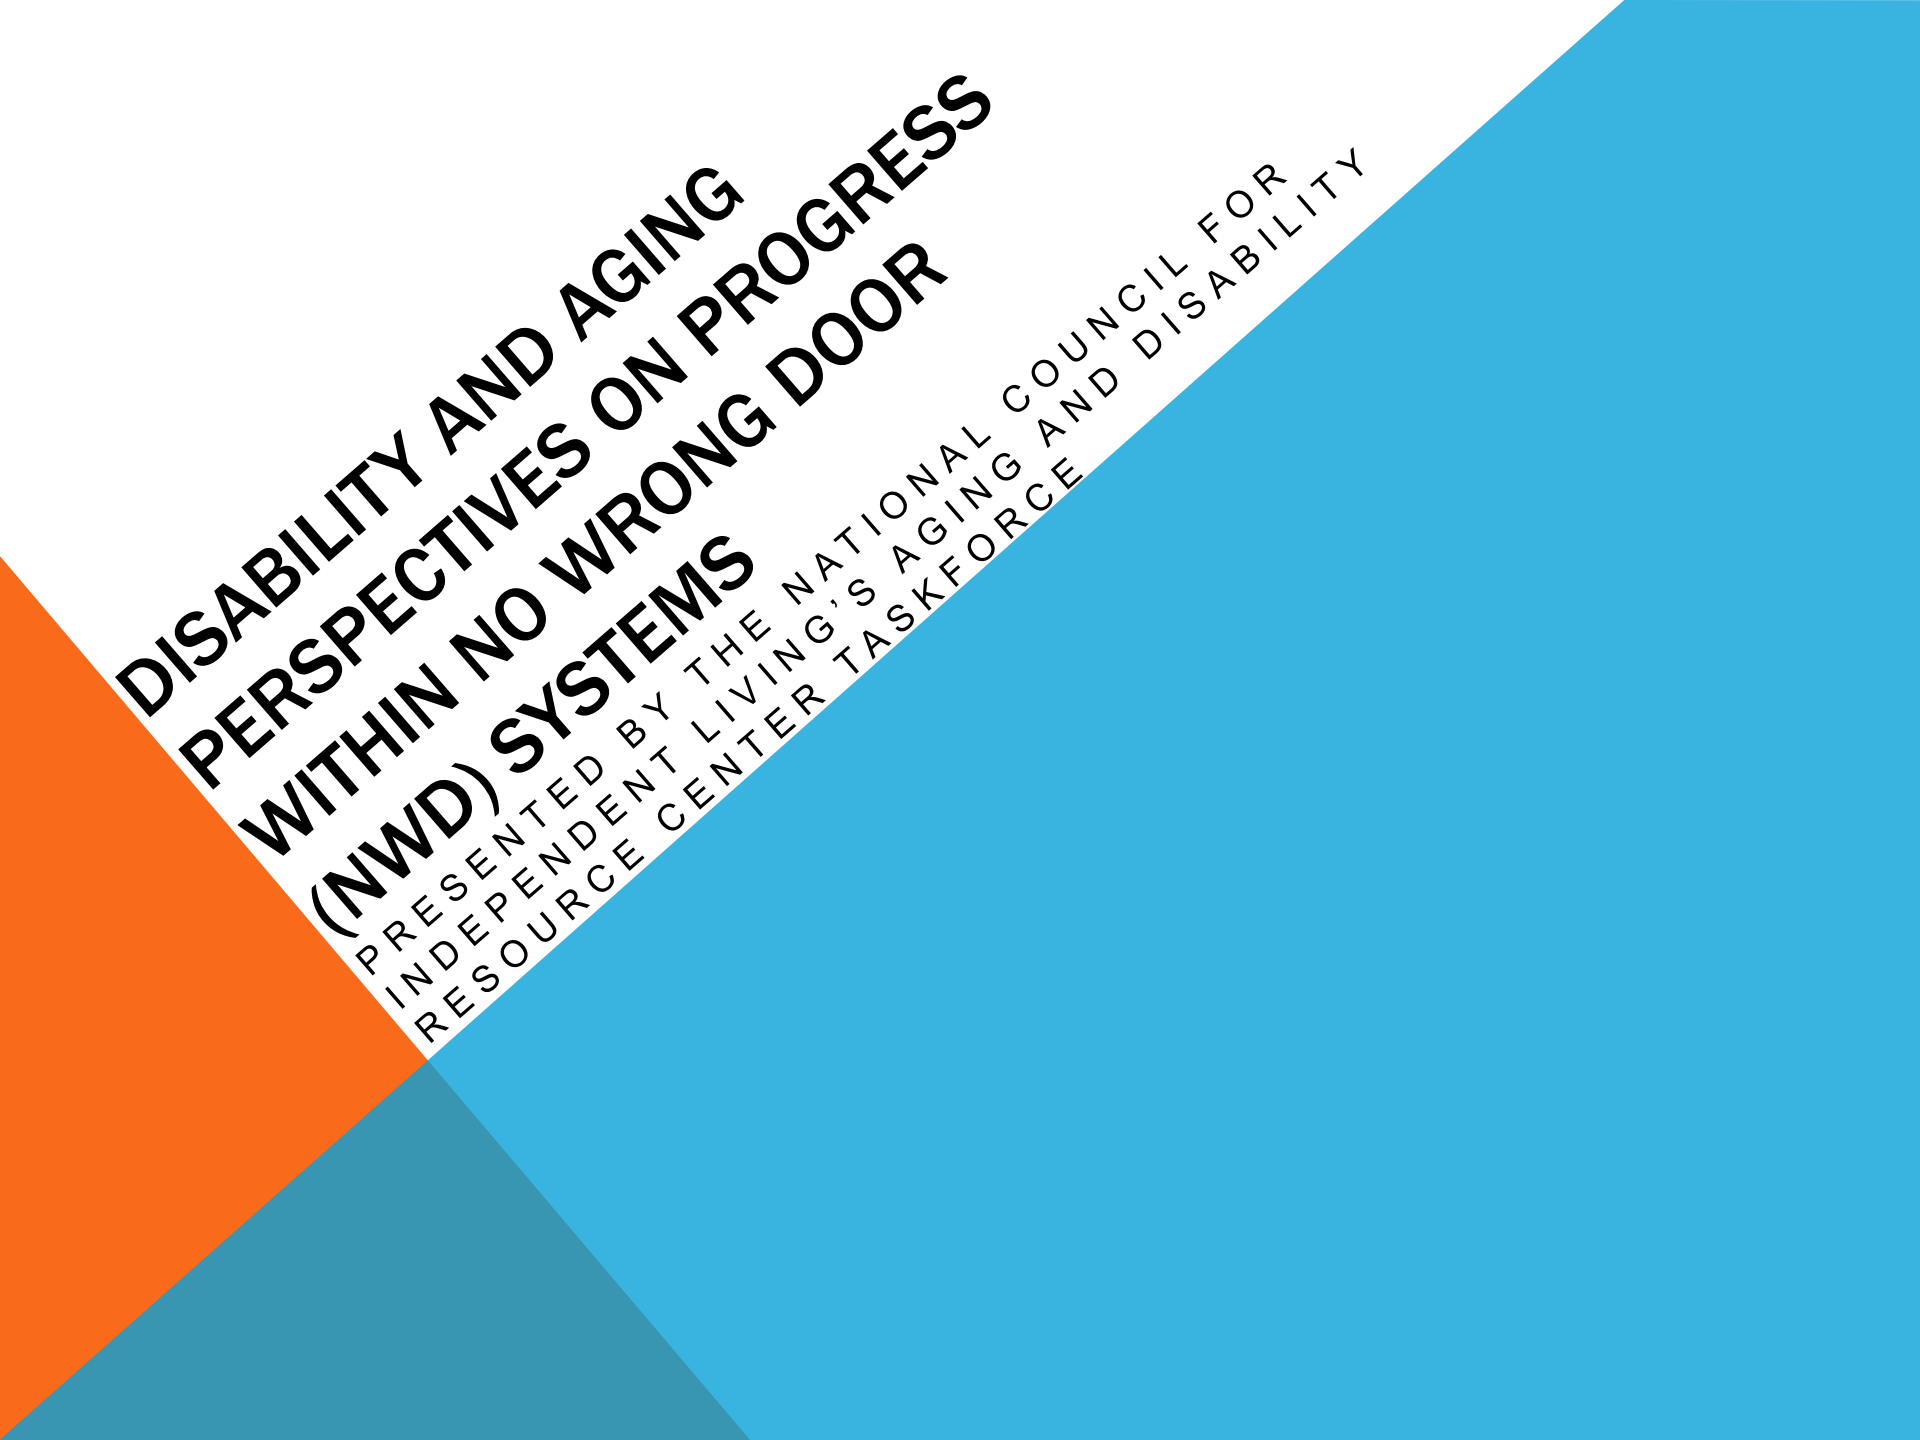 DISABILITY AND AGING
PERSPECTIVES ON PROGRESS
WITHIN NO WRONG DOOR
(NWD) SYSTEMS
PRESENTED BY THE NATIONAL COUNCIL FOR
INDEPENDENT LIVING’S AGING AND DISABILITY
RESOURCE CENTER TASKFORCE